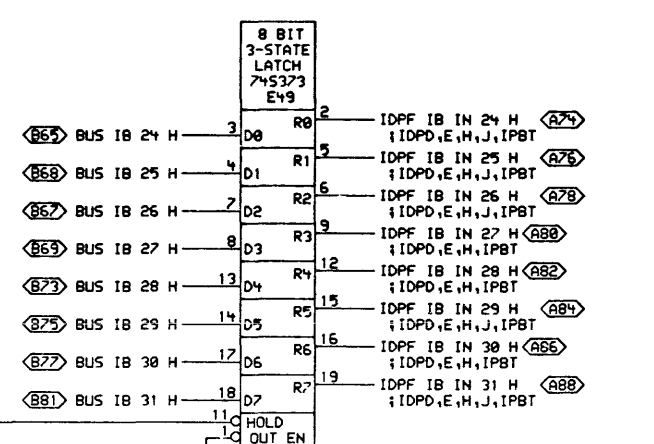 8 BIT
3-STATE
LATCH
74S373
E49
2 IDPF IB IN 24 H A74
R0
B65 BUS IB 24 H 3 D0 ;IDPD,E,H,J,IPBT
5 IDPF IB IN 25 H A76
R1
B68 BUS IB 25 H 4 D1 ;IDPD,E,H,J,IPBT
6 IDPF IB IN 26 H A78
R2
B67 BUS IB 26 H 7 D2 ;IDPD,E,H,J,IPBT
9 IDPF IB IN 27 H A80
R3
B69 BUS IB 27 H 8 D3 ;IDPD,E,H,IPBT
12 IDPF IB IN 28 H A82
R4
B73 BUS IB 28 H 13 D4 ;IDPD,E,H,IPBT
15 IDPF IB IN 29 H A84
R5
B75 BUS IB 29 H 14 D5 ;IDPD,E,H,J,IPBT
16 IDPF IB IN 30 H A86
R6
B77 BUS IB 30 H 17 D6 ;IDPD,E,H,IPBT
19 IDPF IB IN 31 H A88
R7
B81 BUS IB 31 H 18 D7 ;IDPD,E,H,J,IPBT
11 HOLD
1 OUT EN